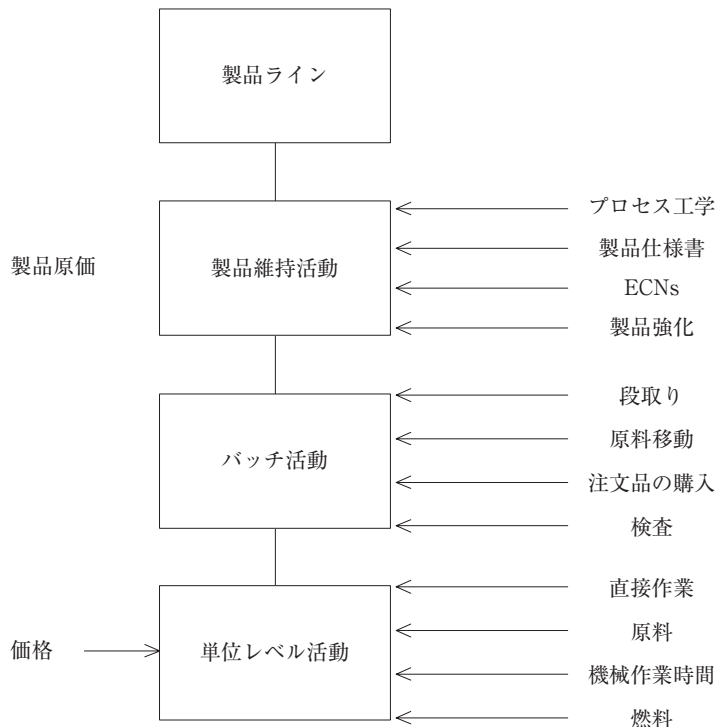 製品ライン
プロセス工学
製品仕様書
製品原価
製品維持活動
ECNs
製品強化
段取り
原料移動
バッチ活動
注文品の購入
検査
直接作業
原料
価格
単位レベル活動
機械作業時間
燃料